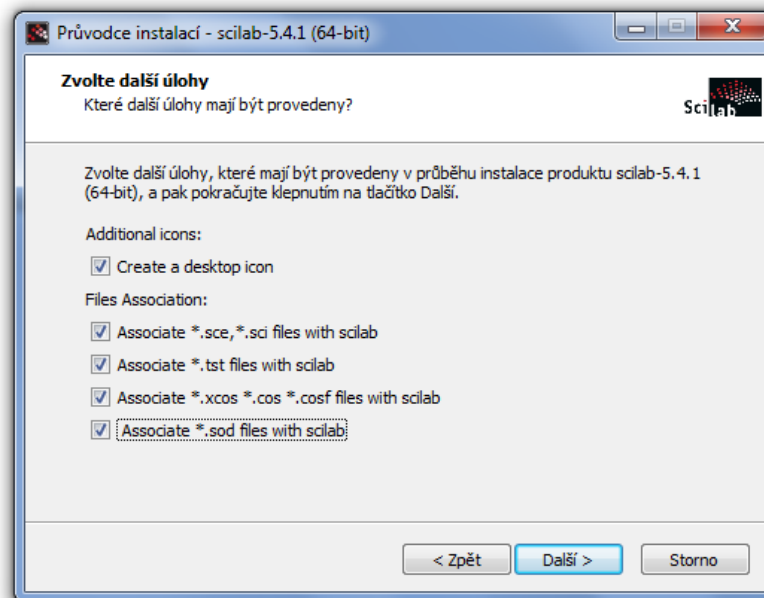 Průvodce instalací - scilab-5.4.1 (64-bit)
Zvolte další úlohy
Které další úlohy mají být provedeny?
Scilab
Zvolte další úlohy, které mají být provedeny v průběhu instalace produktu scilab-5.4.1
(64-bit), a pak pokračujte klepnutím na tlačítko Další.
Additional icons:
Create a desktop icon
Files Association:
Associate *.sce,*.sci files with scilab
Associate *.tst files with scilab
Associate *.xcos *.cos *.cosf files with scilab
Associate *.sod files with scilab
< Zpět
Další >
Storno